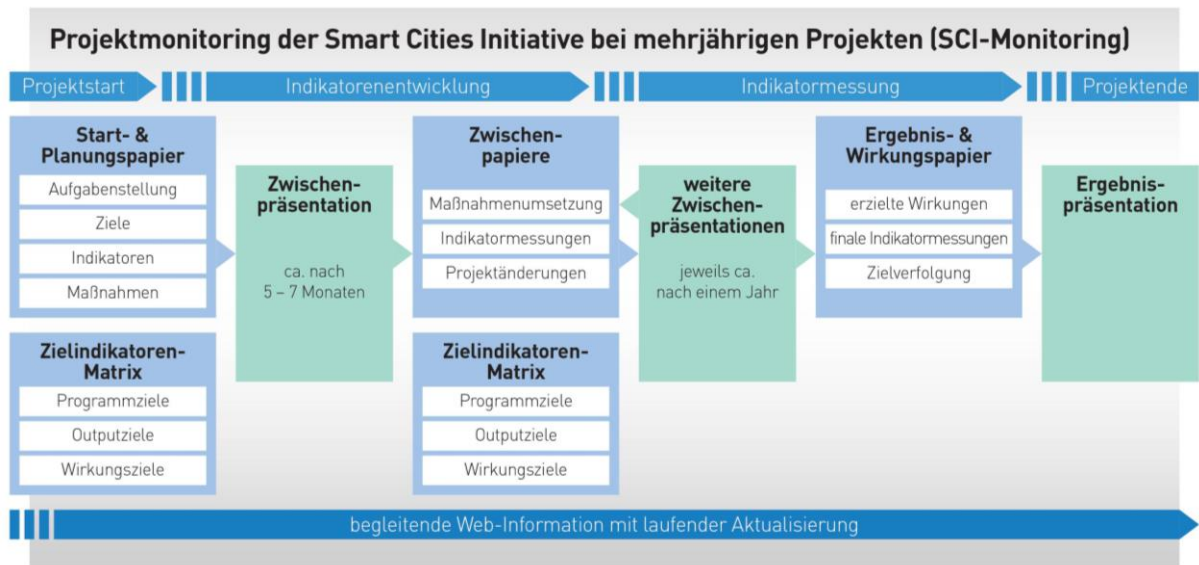 Projektmonitoring der Smart Cities Initiative bei mehrjährigen Projekten (SCI-Monitoring)
Projektstart
Indikatorenentwicklung
Indikatormessung
Projektende
Start- &
Planungspapier
Aufgabenstellung
Ziele
Indikatoren
Maßnahmen
Zielindikatoren-
Matrix
Programmziele
Outputziele
Wirkungsziele
Zwischen-
präsentation
ca. nach
5 – 7 Monaten
Zwischen-
papiere
Maßnahmenumsetzung
Indikatormessungen
Projektänderungen
Zielindikatoren-
Matrix
Programmziele
Outputziele
Wirkungsziele
weitere
Zwischen-
präsentationen
jeweils ca.
nach einem Jahr
Ergebnis- &
Wirkungspapier
erzielte Wirkungen
finale Indikatormessungen
Zielverfolgung
Ergebnis-
präsentation
begleitende Web-Information mit laufender Aktualisierung